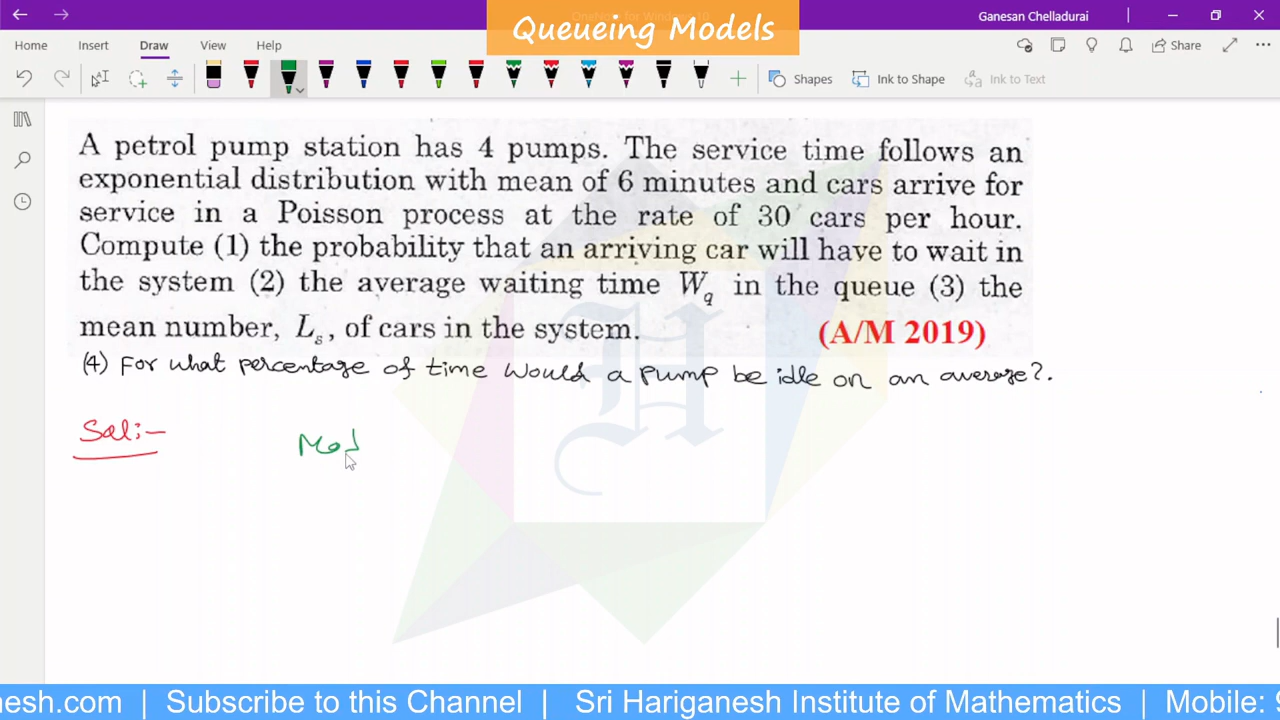 Queueing Models
Ganesan Chelladurai
Home Insert Draw View Help
Share
Shapes Ink to Shape Ink to Text
A petrol pump station has 4 pumps. The service time follows an
exponential distribution with mean of 6 minutes and cars arrive for
service in a Poisson process at the rate of 30 cars per hour.
Compute (1) the probability that an arriving car will have to wait in
the system (2) the average waiting time Wq in the queue (3) the
mean number, Ls, of cars in the system. (A/M 2019)
(4) For what percentage of time would a pump be idle on an average?.
Sol:-
Mod
nesh.com | Subscribe to this Channel | Sri Hariganesh Institute of Mathematics | Mobile: 9